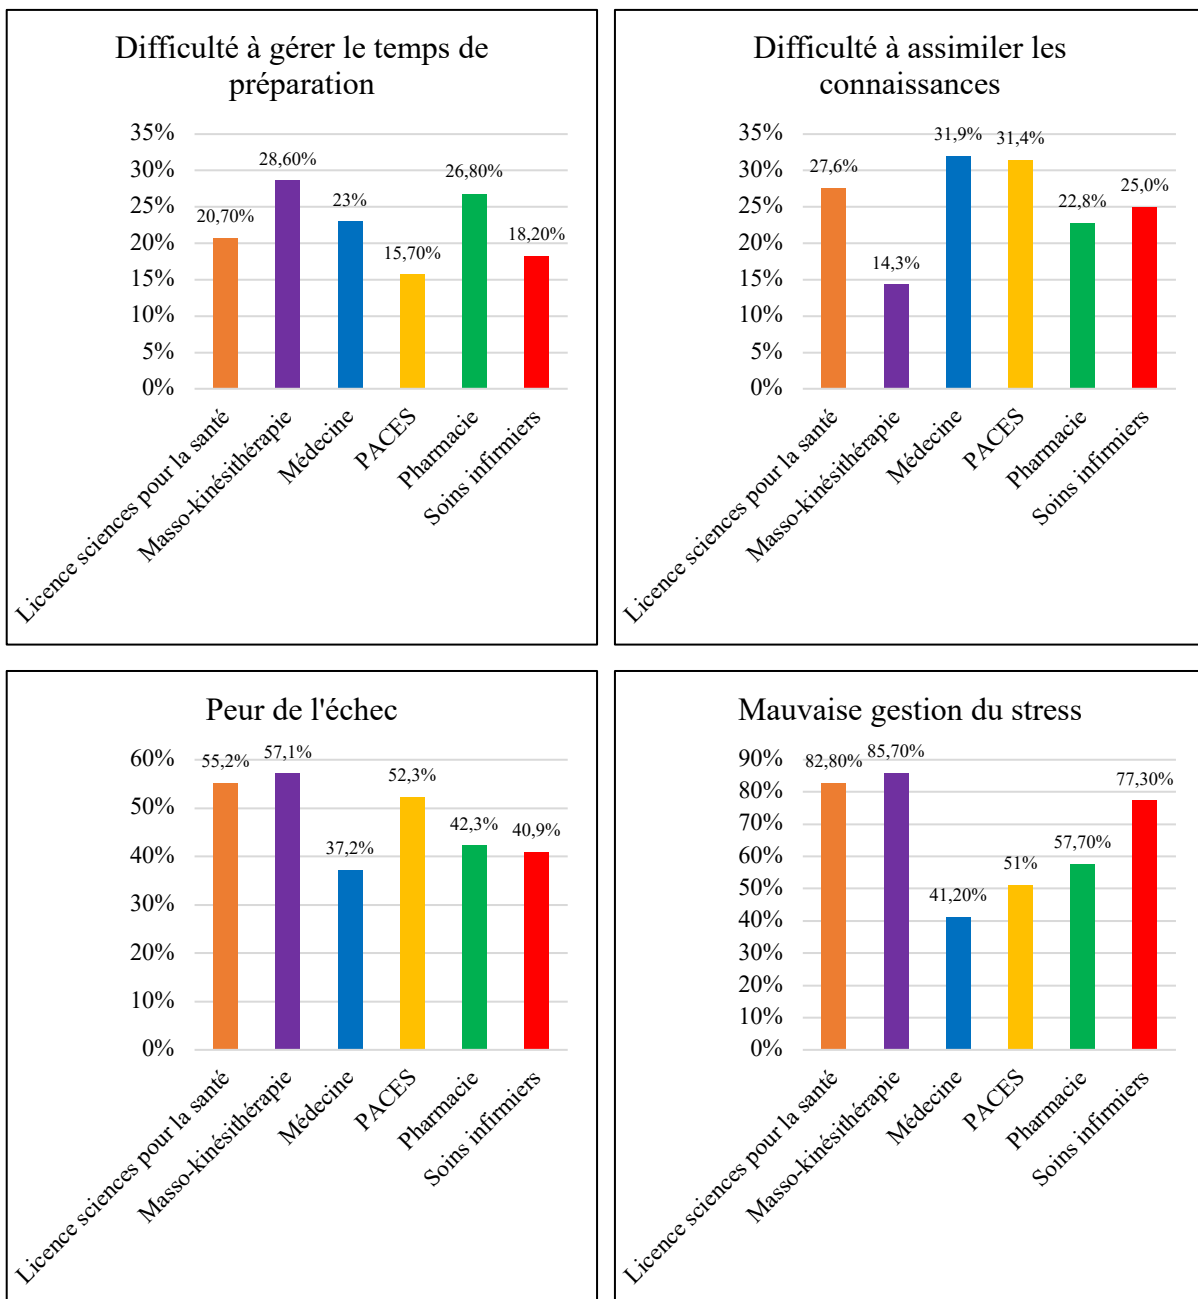 Difficulté à gérer le temps de
préparation
35%
30%
25%
20%
15%
10%
5%
0%
20,70%
28,60%
23%
15,70%
26,80%
18,20%
Licence sciences pour la santé
Masso-kinésithérapie
Médecine
PACES
Pharmacie
Soins infirmiers
Difficulté à assimiler les
connaissances
35%
30%
25%
20%
15%
10%
5%
0%
27,6%
14,3%
31,9%
31,4%
22,8%
25,0%
Licence sciences pour la santé
Masso-kinésithérapie
Médecine
PACES
Pharmacie
Soins infirmiers
Peur de l'échec
60%
50%
40%
30%
20%
10%
0%
55,2%
57,1%
37,2%
52,3%
42,3%
40,9%
Licence sciences pour la santé
Masso-kinésithérapie
Médecine
PACES
Pharmacie
Soins infirmiers
Mauvaise gestion du stress
90%
80%
70%
60%
50%
40%
30%
20%
10%
0%
82,80%
85,70%
41,20%
51%
57,70%
77,30%
Licence sciences pour la santé
Masso-kinésithérapie
Médecine
PACES
Pharmacie
Soins infirmiers